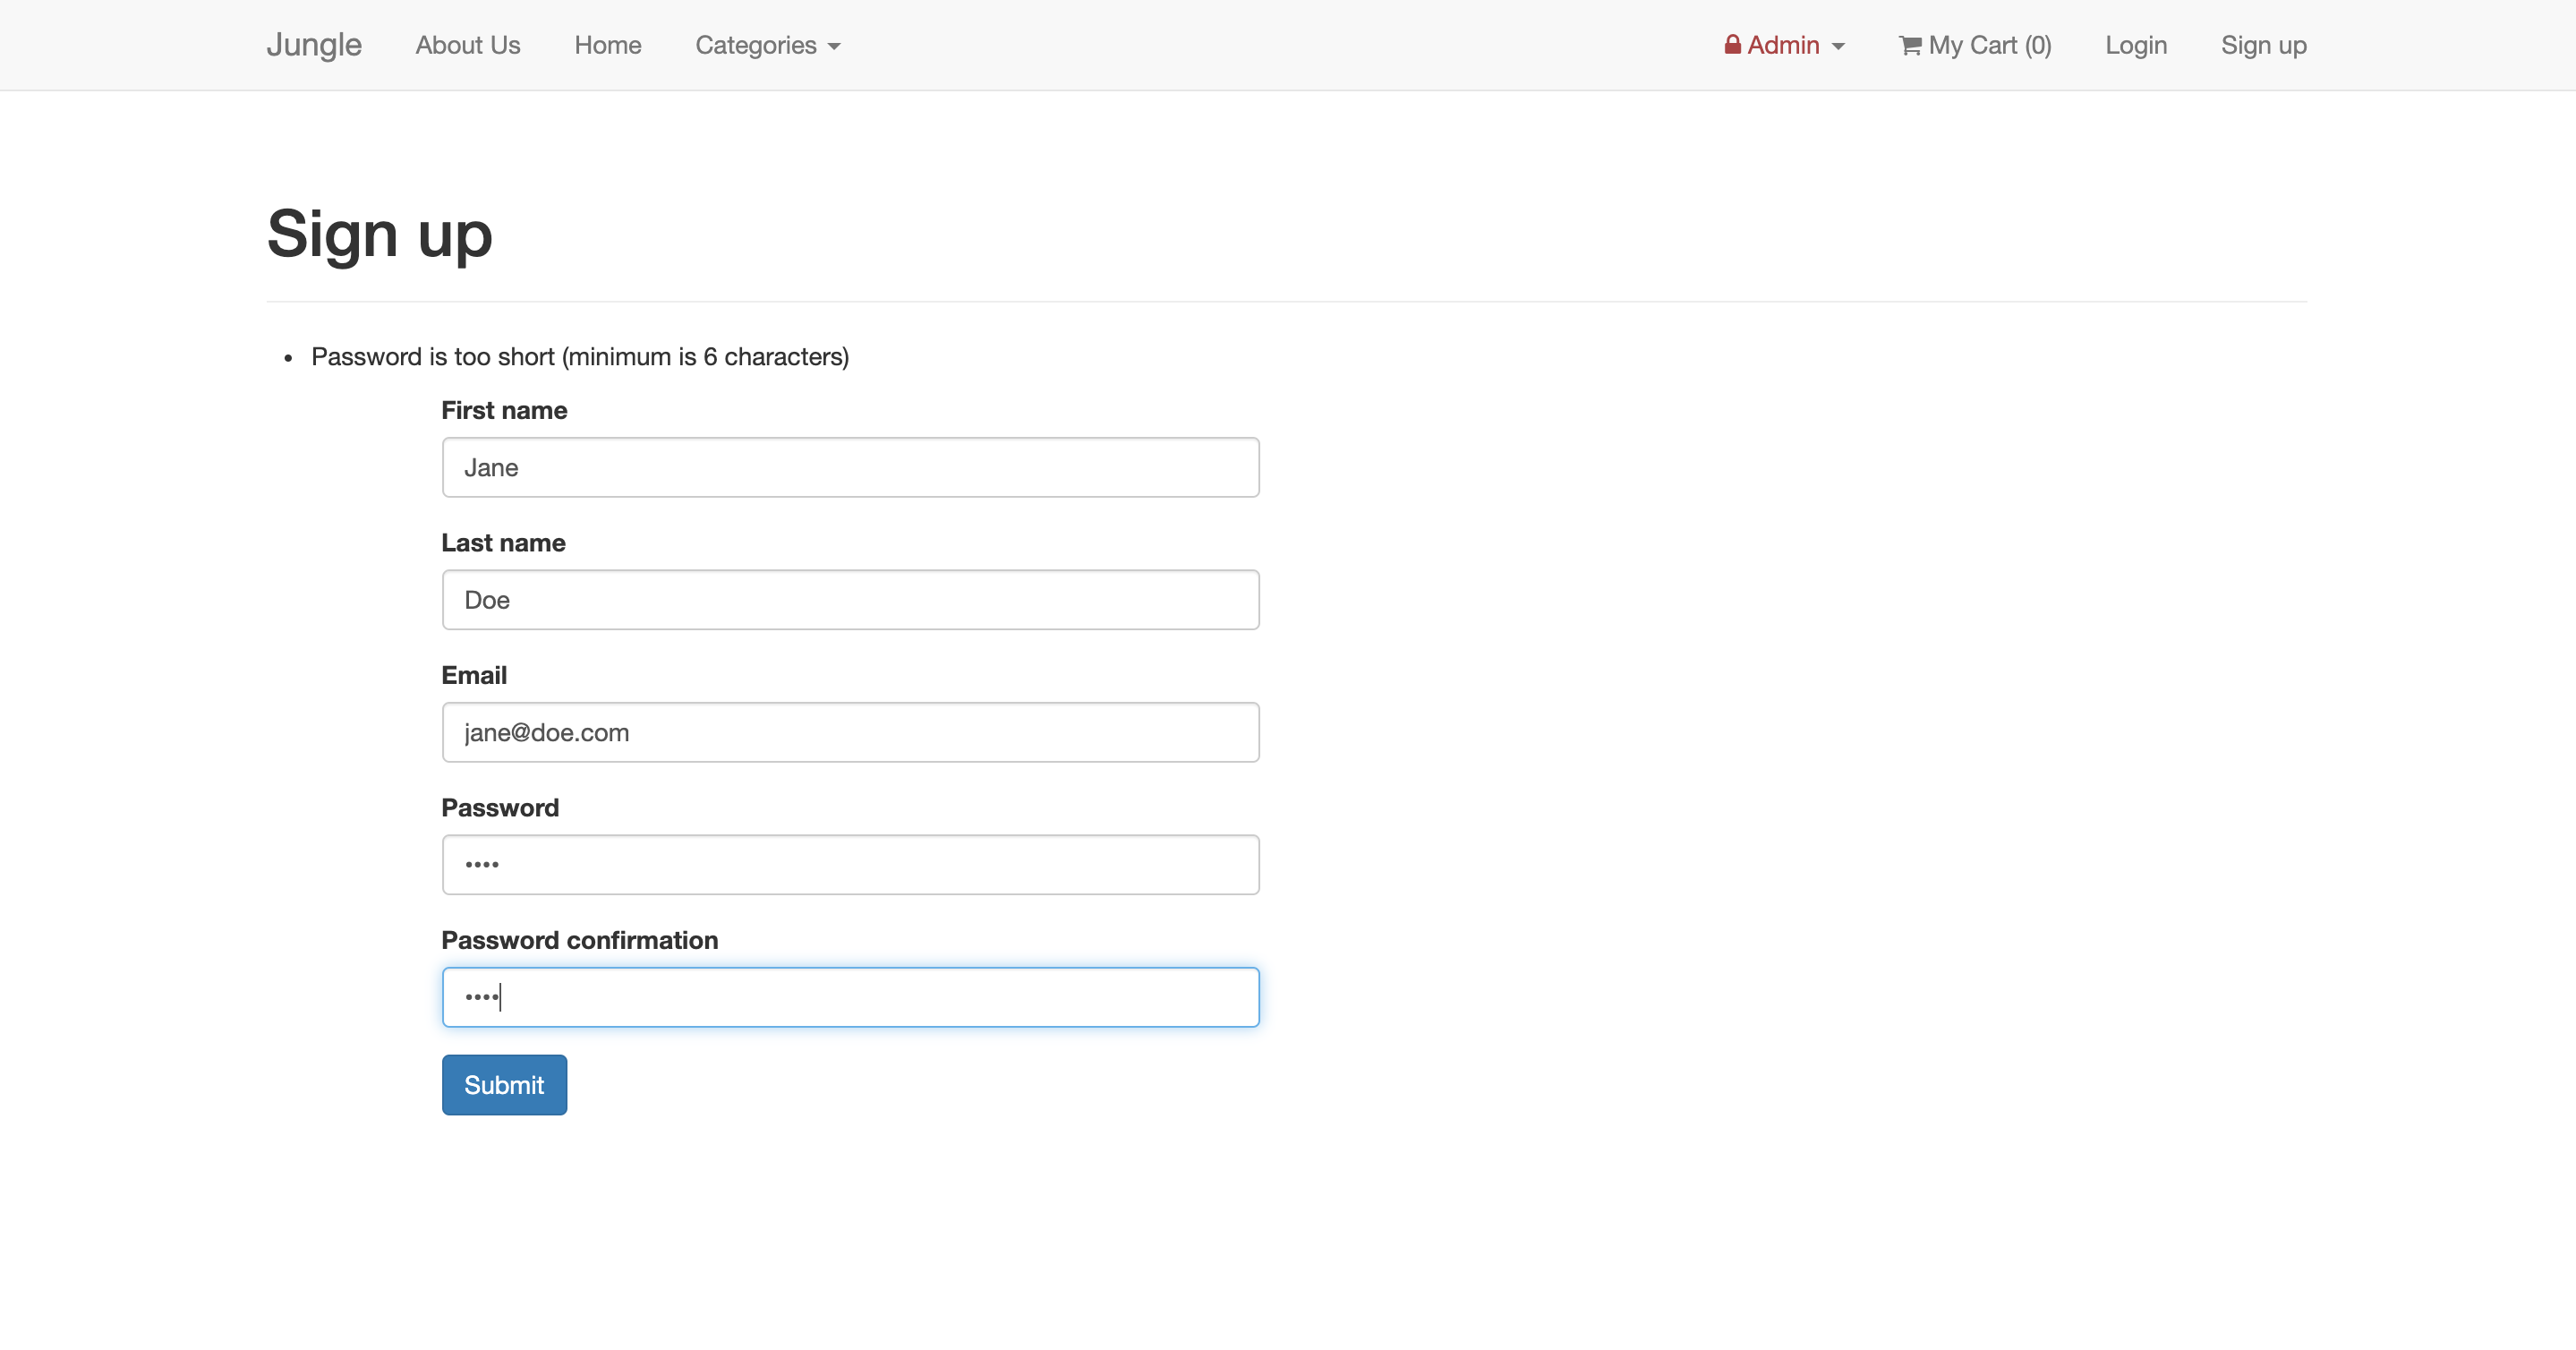 Jungle About Us Home Categories Admin My Cart (0) Login Sign up
Sign up
• Password is too short (minimum is 6 characters)
First name
Jane
Last name
Doe
Email
jane@doe.com
Password
••••
Password confirmation
••••
Submit